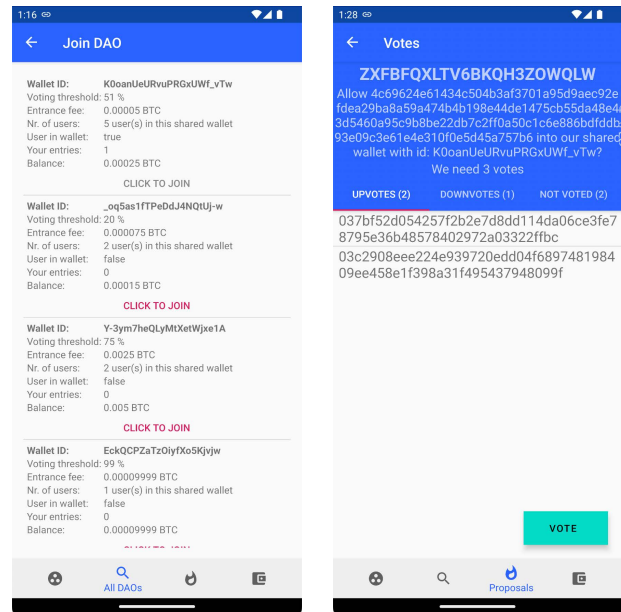 1:16
Join DAO
Wallet ID: K0oanUeURvuPRGxUWf_vTw
Voting threshold: 51 %
Entrance fee: 0.00005 BTC
Nr. of users: 5 user(s) in this shared wallet
User in wallet: true
Your entries: 1
Balance: 0.00025 BTC
CLICK TO JOIN
Wallet ID: _oq5as1fTPeDdJ4NQtUj-w
Voting threshold: 20 %
Entrance fee: 0.000075 BTC
Nr. of users: 2 user(s) in this shared wallet
User in wallet: false
Your entries: 0
Balance: 0.00015 BTC
CLICK TO JOIN
Wallet ID: Y-3ym7heQLyMtXetWjxe1A
Voting threshold: 75 %
Entrance fee: 0.0025 BTC
Nr. of users: 2 user(s) in this shared wallet
User in wallet: false
Your entries: 0
Balance: 0.005 BTC
CLICK TO JOIN
Wallet ID: EckQCPZaTzOiyfXo5Kjvjw
Voting threshold: 99 %
Entrance fee: 0.00009999 BTC
Nr. of users: 1 user(s) in this shared wallet
User in wallet: false
Your entries: 0
Balance: 0.00009999 BTC
All DAOs
1:28
Votes
ZXFBFQXLTV6BKQH3ZOWQLW
Allow 4c69624e61434c504b3af3701a95d9aec92e
fdea29ba8a59a474b4b198e44de1475cb55da48e4
3d5460a95c9b8be22db7c2ff0a50c1c6e886bdfddb
93e09c3e61e4e310f0e5d45a757b6 into our shared
wallet with id: K0oanUeURvuPRGxUWf_vTw?
We need 3 votes
UPVOTES (2) DOWNVOTES (1) NOT VOTED (2)
037bf52d054257f2b2e7d8dd114da06ce3fe7
8795e36b48578402972a03322ffbc
03c2908eee224e939720edd04f6897481984
09ee458e1f398a31f495437948099f
VOTE
Proposals